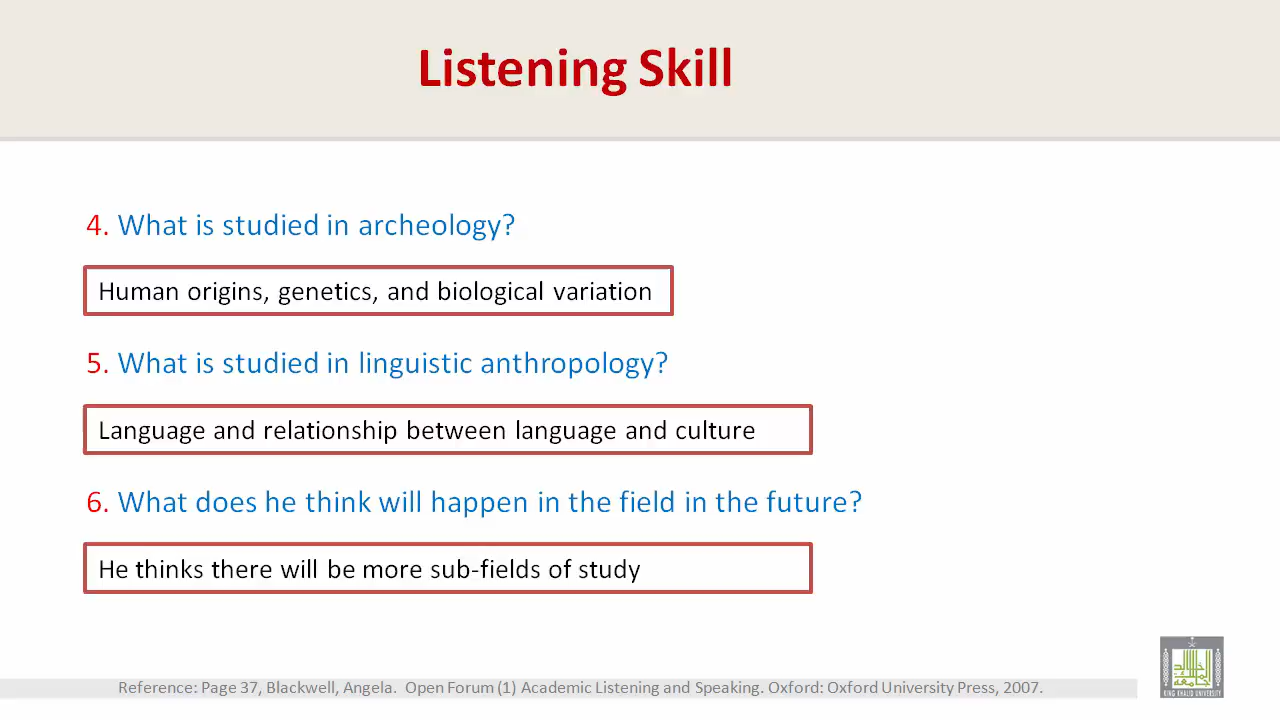 Listening Skill
4. What is studied in archeology?
Human origins, genetics, and biological variation
5. What is studied in linguistic anthropology?
Language and relationship between language and culture
6. What does he think will happen in the field in the future?
He thinks there will be more sub-fields of study
Reference: Page 37, Blackwell, Angela. Open Forum (1) Academic Listening and Speaking. Oxford: Oxford University Press, 2007.
KING KHALID UNIVERSITY